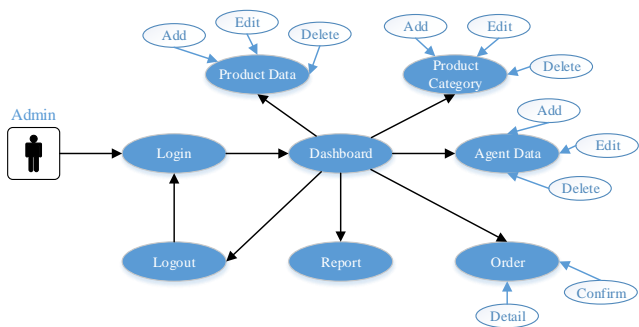 Edit
Add
Delete
Product Data
Add
Edit
Product
Category
Delete
Admin
Add
Login
Dashboard
Agent Data
Edit
Delete
Logout
Report
Order
Confirm
Detail